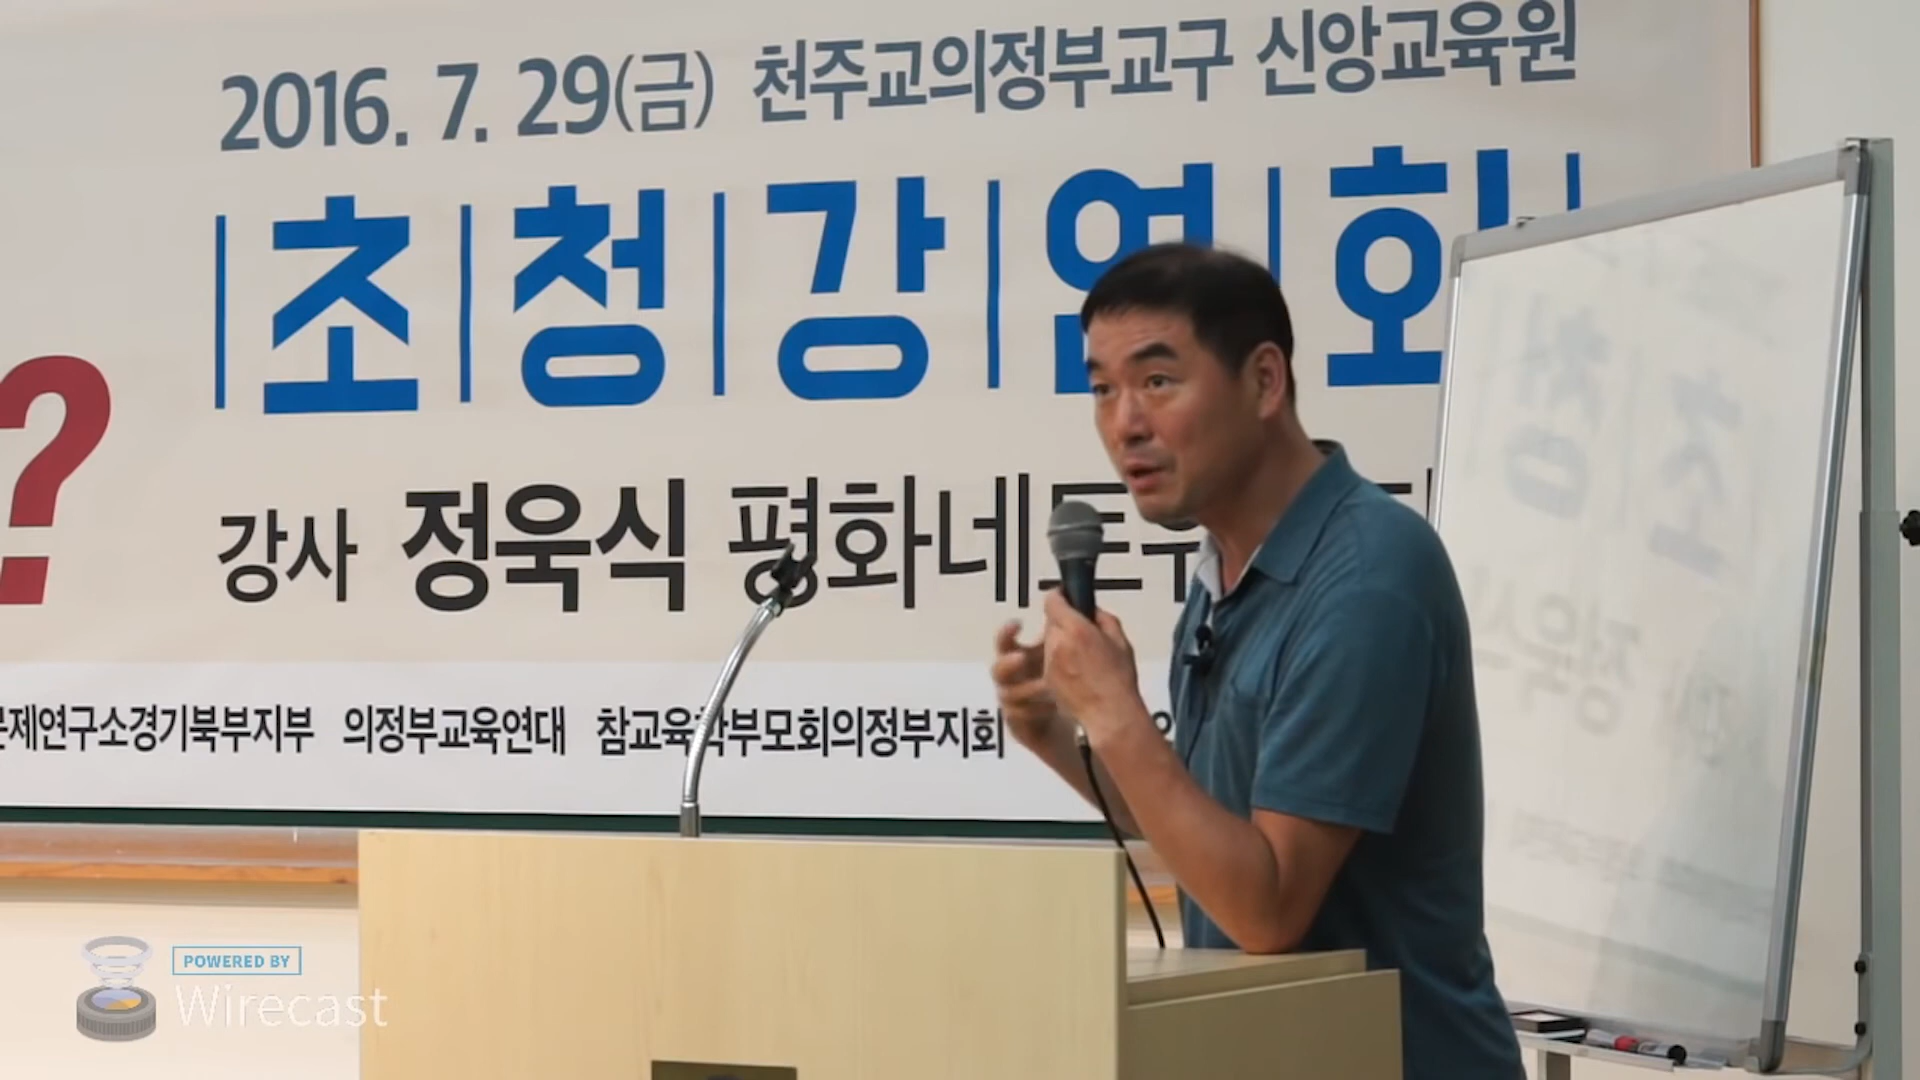 2016. 7. 29(금) 천주교의정부교구 신앙교육원
초청강연회
?
강사 정욱식 평화네트워
문제연구소경기북부지부 의정부교육연대 참교육학부모회의정부지회
POWERED BY
Wirecast